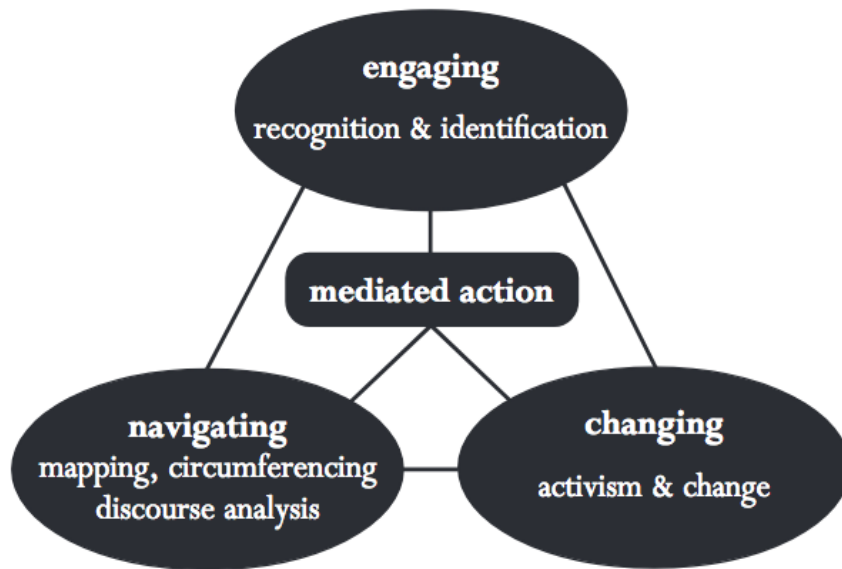 engaging
recognition & identification
mediated action
navigating
mapping, circumferencing
discourse analysis
changing
activism & change